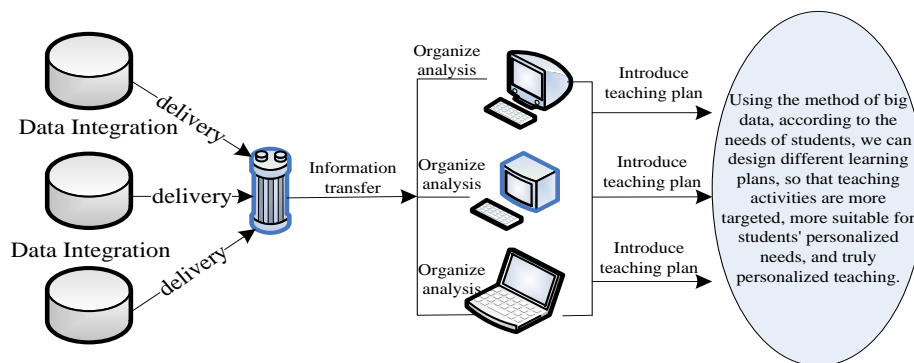 delivery
Data Integration
delivery
Data Integration
delivery
Information
transfer
Organize
analysis
Organize
analysis
Organize
analysis
Introduce
teaching plan
Introduce
teaching plan
Introduce
teaching plan
Using the method of big
data, according to the
needs of students, we can
design different learning
plans, so that teaching
activities are more
targeted, more suitable for
students' personalized
needs, and truly
personalized teaching.